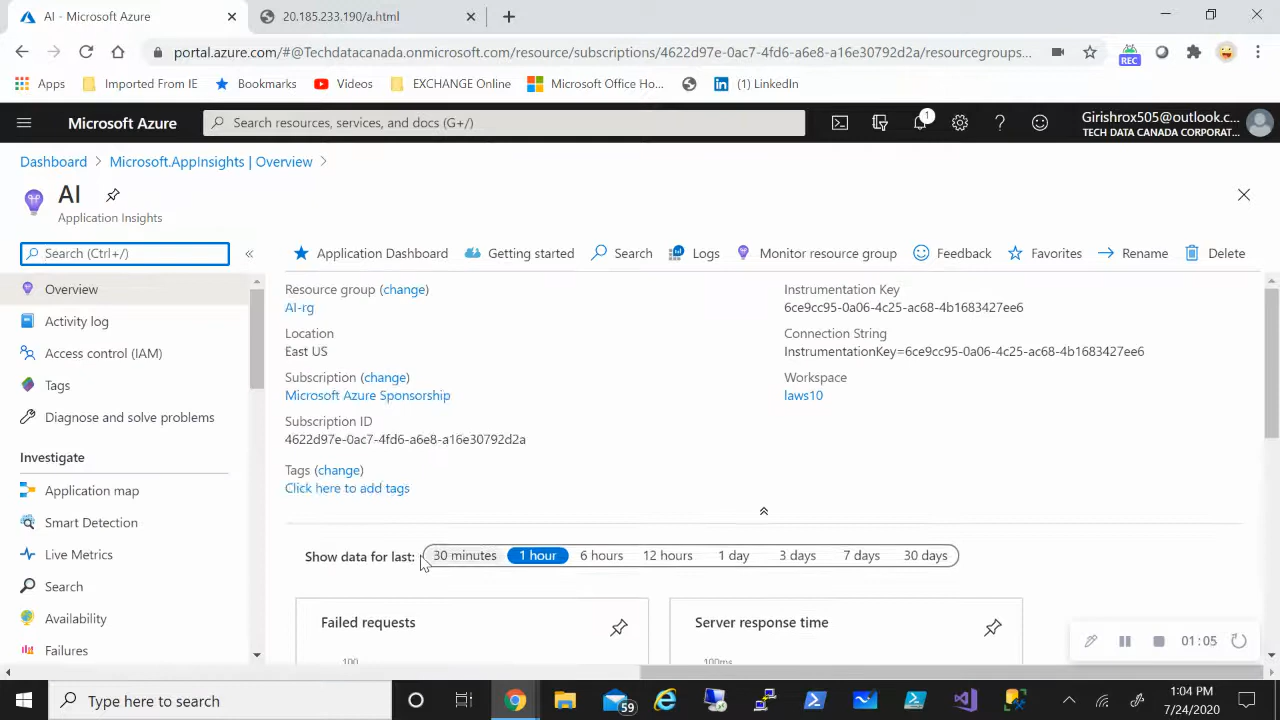 AI - Microsoft Azure
20.185.233.190/a.html
portal.azure.com/#@Techdatacanada.onmicrosoft.com/resource/subscriptions/4622d97e-0ac7-4fd6-a6e8-a16e30792d2a/resourcegroups...
REC
Apps Imported From IE Bookmarks Videos EXCHANGE Online Microsoft Office Ho... (1) LinkedIn
Microsoft Azure
Search resources, services, and docs (G+/)
1
Girishrox505@outlook.c...
TECH DATA CANADA CORPORAT...
Dashboard > Microsoft.AppInsights | Overview >
AI
Application Insights
Search (Ctrl+/)
«
Application Dashboard Getting started Search Logs Monitor resource group Feedback Favorites Rename Delete
Overview
Activity log
Access control (IAM)
Tags
Diagnose and solve problems
Investigate
Application map
Smart Detection
Live Metrics
Search
Availability
Failures
Resource group (change)
AI-rg
Location
East US
Subscription (change)
Microsoft Azure Sponsorship
Subscription ID
4622d97e-0ac7-4fd6-a6e8-a16e30792d2a
Tags (change)
Click here to add tags
Instrumentation Key
6ce9cc95-0a06-4c25-ac68-4b1683427ee6
Connection String
InstrumentationKey=6ce9cc95-0a06-4c25-ac68-4b1683427ee6
Workspace
laws10
Show data for last: 30 minutes 1 hour 6 hours 12 hours 1 day 3 days 7 days 30 days
Failed requests
100
Server response time
100ms
01:05
Type here to search
59
1:04 PM
7/24/2020